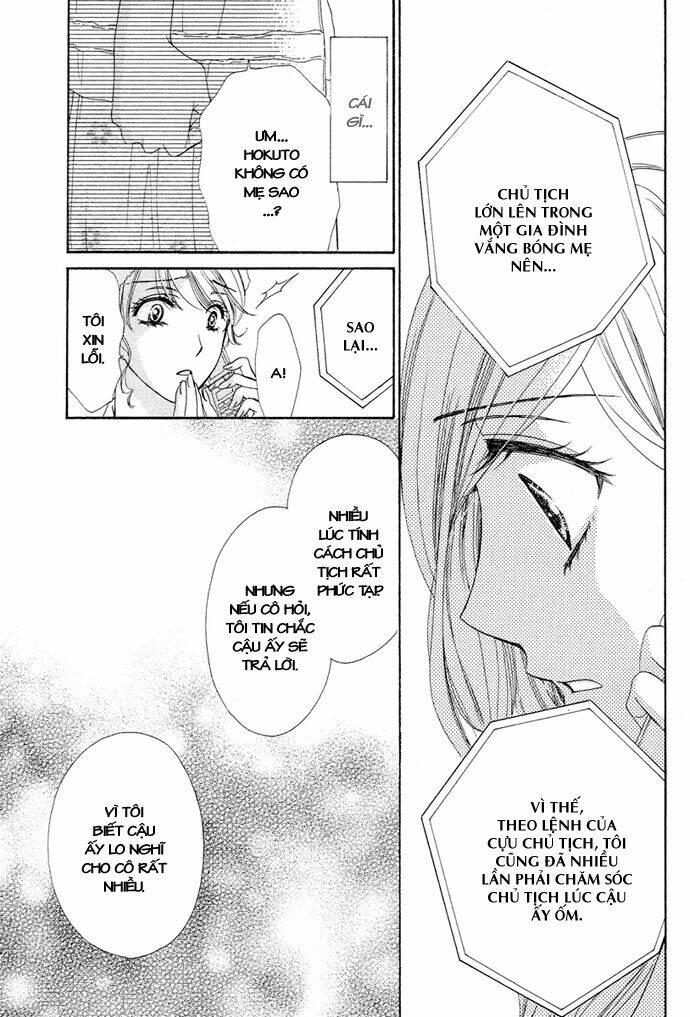 CHỦ TỊCH
LỚN LÊN TRONG
MỘT GIA ĐÌNH
VẮNG BÓNG MẸ
NÊN...
VÌ THẾ,
THEO LỆNH CỦA
CỰU CHỦ TỊCH, TÔI
CŨNG ĐÃ NHIỀU
LẦN PHẢI CHĂM SÓC
CHỦ TỊCH LÚC CẬU
ẤY ỐM.
CÁI
GÌ...
ƯM...
HOKUTO
KHÔNG CÓ
MẸ SAO
...?
SAO
LẠI...
A!
TÔI
XIN
LỖI.
NHIỀU
LÚC TÍNH
CÁCH CHỦ
TỊCH RẤT
PHỨC TẠP.
NHƯNG
NẾU CÔ HỎI,
TÔI TIN CHẮC
CẬU ẤY SẼ
TRẢ LỜI.
VÌ TÔI
BIẾT CẬU
ẤY LO NGHĨ
CHO CÔ RẤT
NHIỀU.